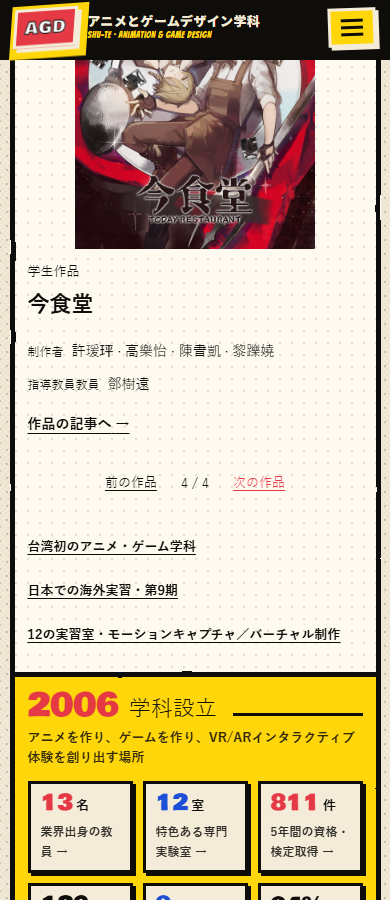 AGD
アニメとゲームデザイン学科
SHU-TE · ANIMATION & GAME DESIGN
今食堂
TODAY RESTAURANT
学生作品
今食堂
制作者 許瑗玶 · 高樂怡 · 陳書凱 · 黎躒嬈
指導教員教員 鄧樹遠
作品の記事へ →
前の作品 4 / 4 次の作品
台湾初のアニメ・ゲーム学科
日本での海外実習・第9期
12の実習室・モーションキャプチャ／バーチャル制作
2006 学科設立
アニメを作り、ゲームを作り、VR/ARインタラクティブ
体験を創り出す場所
13 名
業界出身の教
員 →
12 室
特色ある専門
実験室 →
811 件
5年間の資格・
検定取得 →